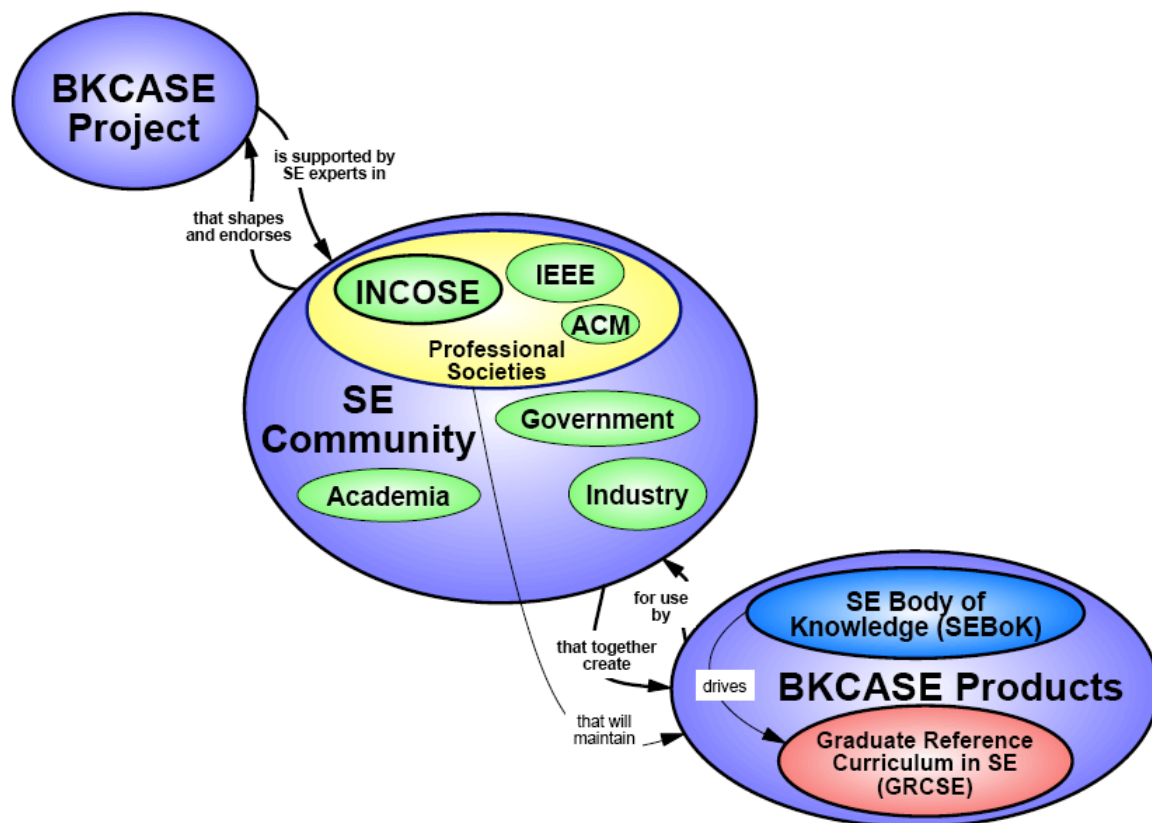 BKCASE
Project
is supported by
SE experts in
that shapes
and endorses
INCOSE
IEEE
ACM
Professional
Societies
SE
Community
Government
Academia
Industry
for use
by
that together
create
that will
maintain
SE Body of
Knowledge (SEBoK)
drives
BKCASE Products
Graduate Reference
Curriculum in SE
(GRCSE)